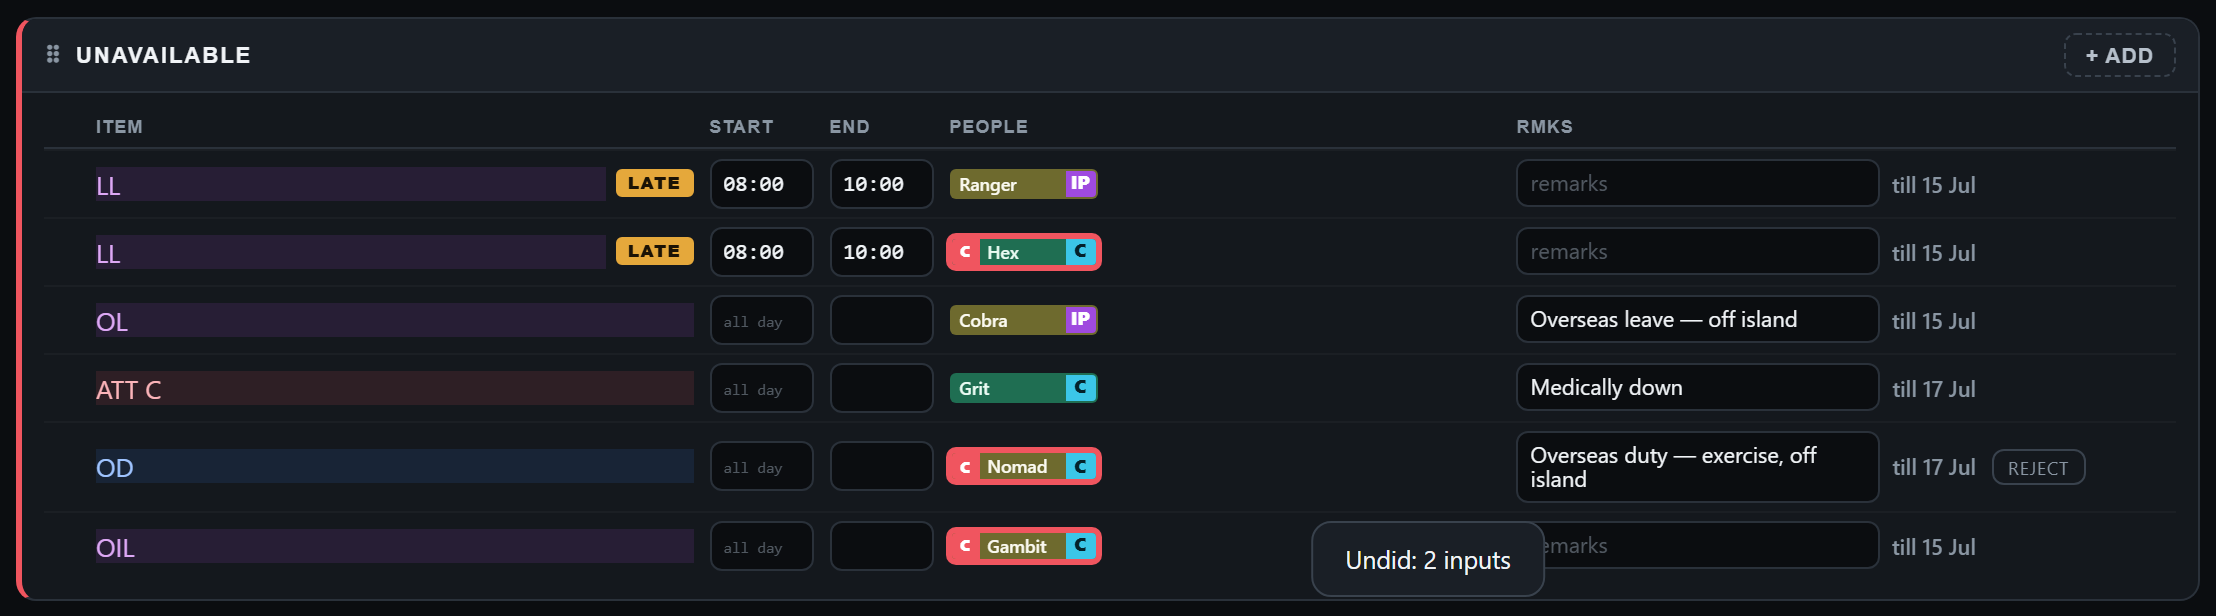 UNAVAILABLE
+ ADD
ITEM START END PEOPLE RMKS
LL LATE 08:00 10:00 Ranger IP remarks till 15 Jul
LL LATE 08:00 10:00 C Hex C remarks till 15 Jul
OL all day Cobra IP Overseas leave — off island till 15 Jul
ATT C all day Grit C Medically down till 17 Jul
OD all day C Nomad C Overseas duty — exercise, off
island till 17 Jul REJECT
OIL all day C Gambit C emarks till 15 Jul
Undid: 2 inputs